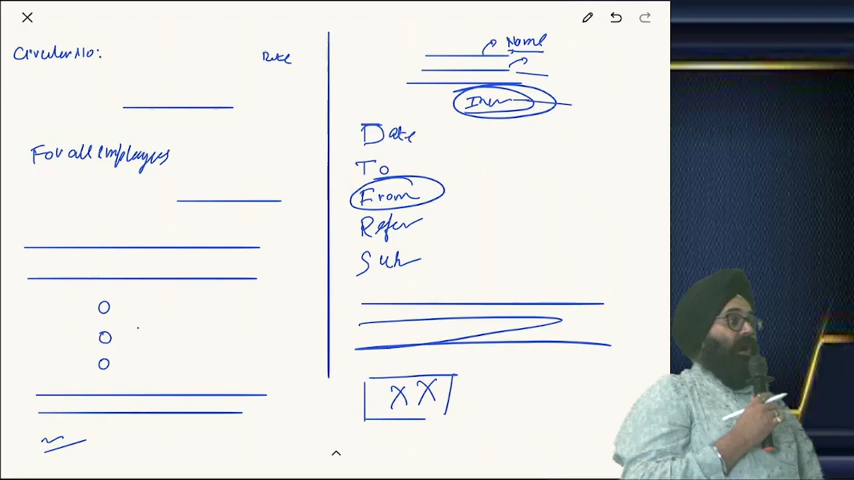 Circular No:
Date
For all employees
Name
Date
To
From
Refer
Sub
XX